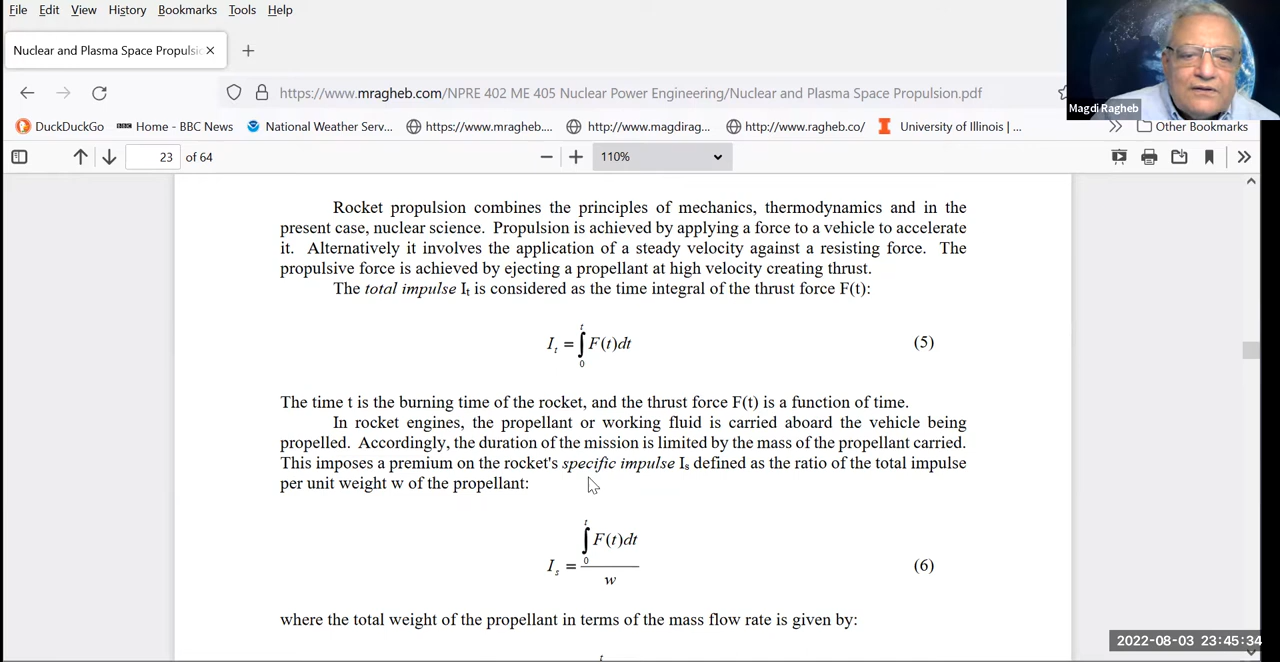 File Edit View History Bookmarks Tools Help
Nuclear and Plasma Space Propulsi
https://www.mragheb.com/NPRE 402 ME 405 Nuclear Power Engineering/Nuclear and Plasma Space Propulsion.pdf
Magdi Ragheb
DuckDuckGo BBC Home - BBC News National Weather Serv... https://www.mragheb.... http://www.magdirag... http://www.ragheb.co/ University of Illinois |... Other Bookmarks
23 of 64 110%
Rocket propulsion combines the principles of mechanics, thermodynamics and in the
present case, nuclear science. Propulsion is achieved by applying a force to a vehicle to accelerate
it. Alternatively it involves the application of a steady velocity against a resisting force. The
propulsive force is achieved by ejecting a propellant at high velocity creating thrust.
The total impulse Iₜ is considered as the time integral of the thrust force F(t):
Iₜ = ∫₀ᵗ F(t)dt (5)
The time t is the burning time of the rocket, and the thrust force F(t) is a function of time.
In rocket engines, the propellant or working fluid is carried aboard the vehicle being
propelled. Accordingly, the duration of the mission is limited by the mass of the propellant carried.
This imposes a premium on the rocket's specific impulse Iₛ defined as the ratio of the total impulse
per unit weight w of the propellant:
Iₛ = ∫₀ᵗ F(t)dt / w (6)
where the total weight of the propellant in terms of the mass flow rate is given by:
t
2022-08-03 23:45:34